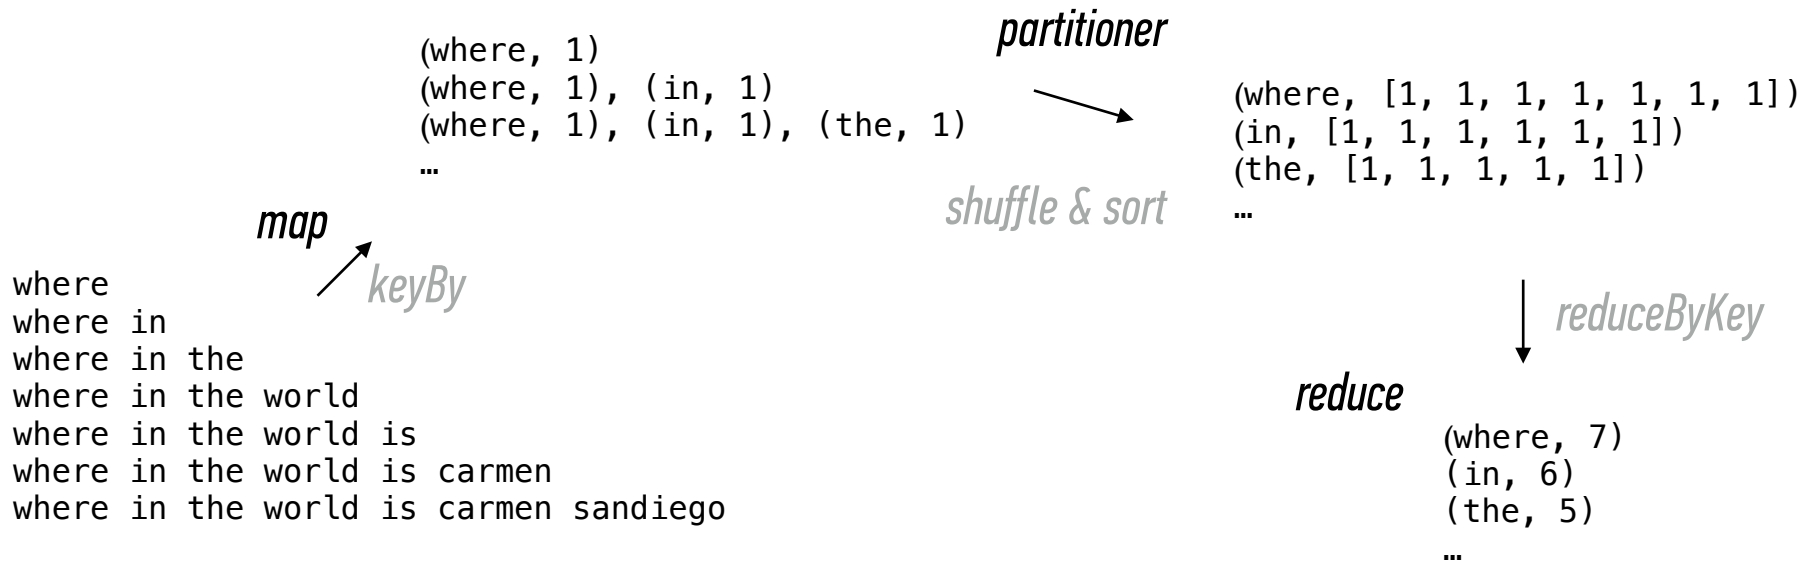 where
where in
where in the
where in the world
where in the world is
where in the world is carmen
where in the world is carmen sandiego
map
keyBy
(where, 1)
(where, 1), (in, 1)
(where, 1), (in, 1), (the, 1)
…
partitioner
shuffle & sort
(where, [1, 1, 1, 1, 1, 1, 1])
(in, [1, 1, 1, 1, 1, 1])
(the, [1, 1, 1, 1, 1])
…
reduceByKey
reduce
(where, 7)
(in, 6)
(the, 5)
…